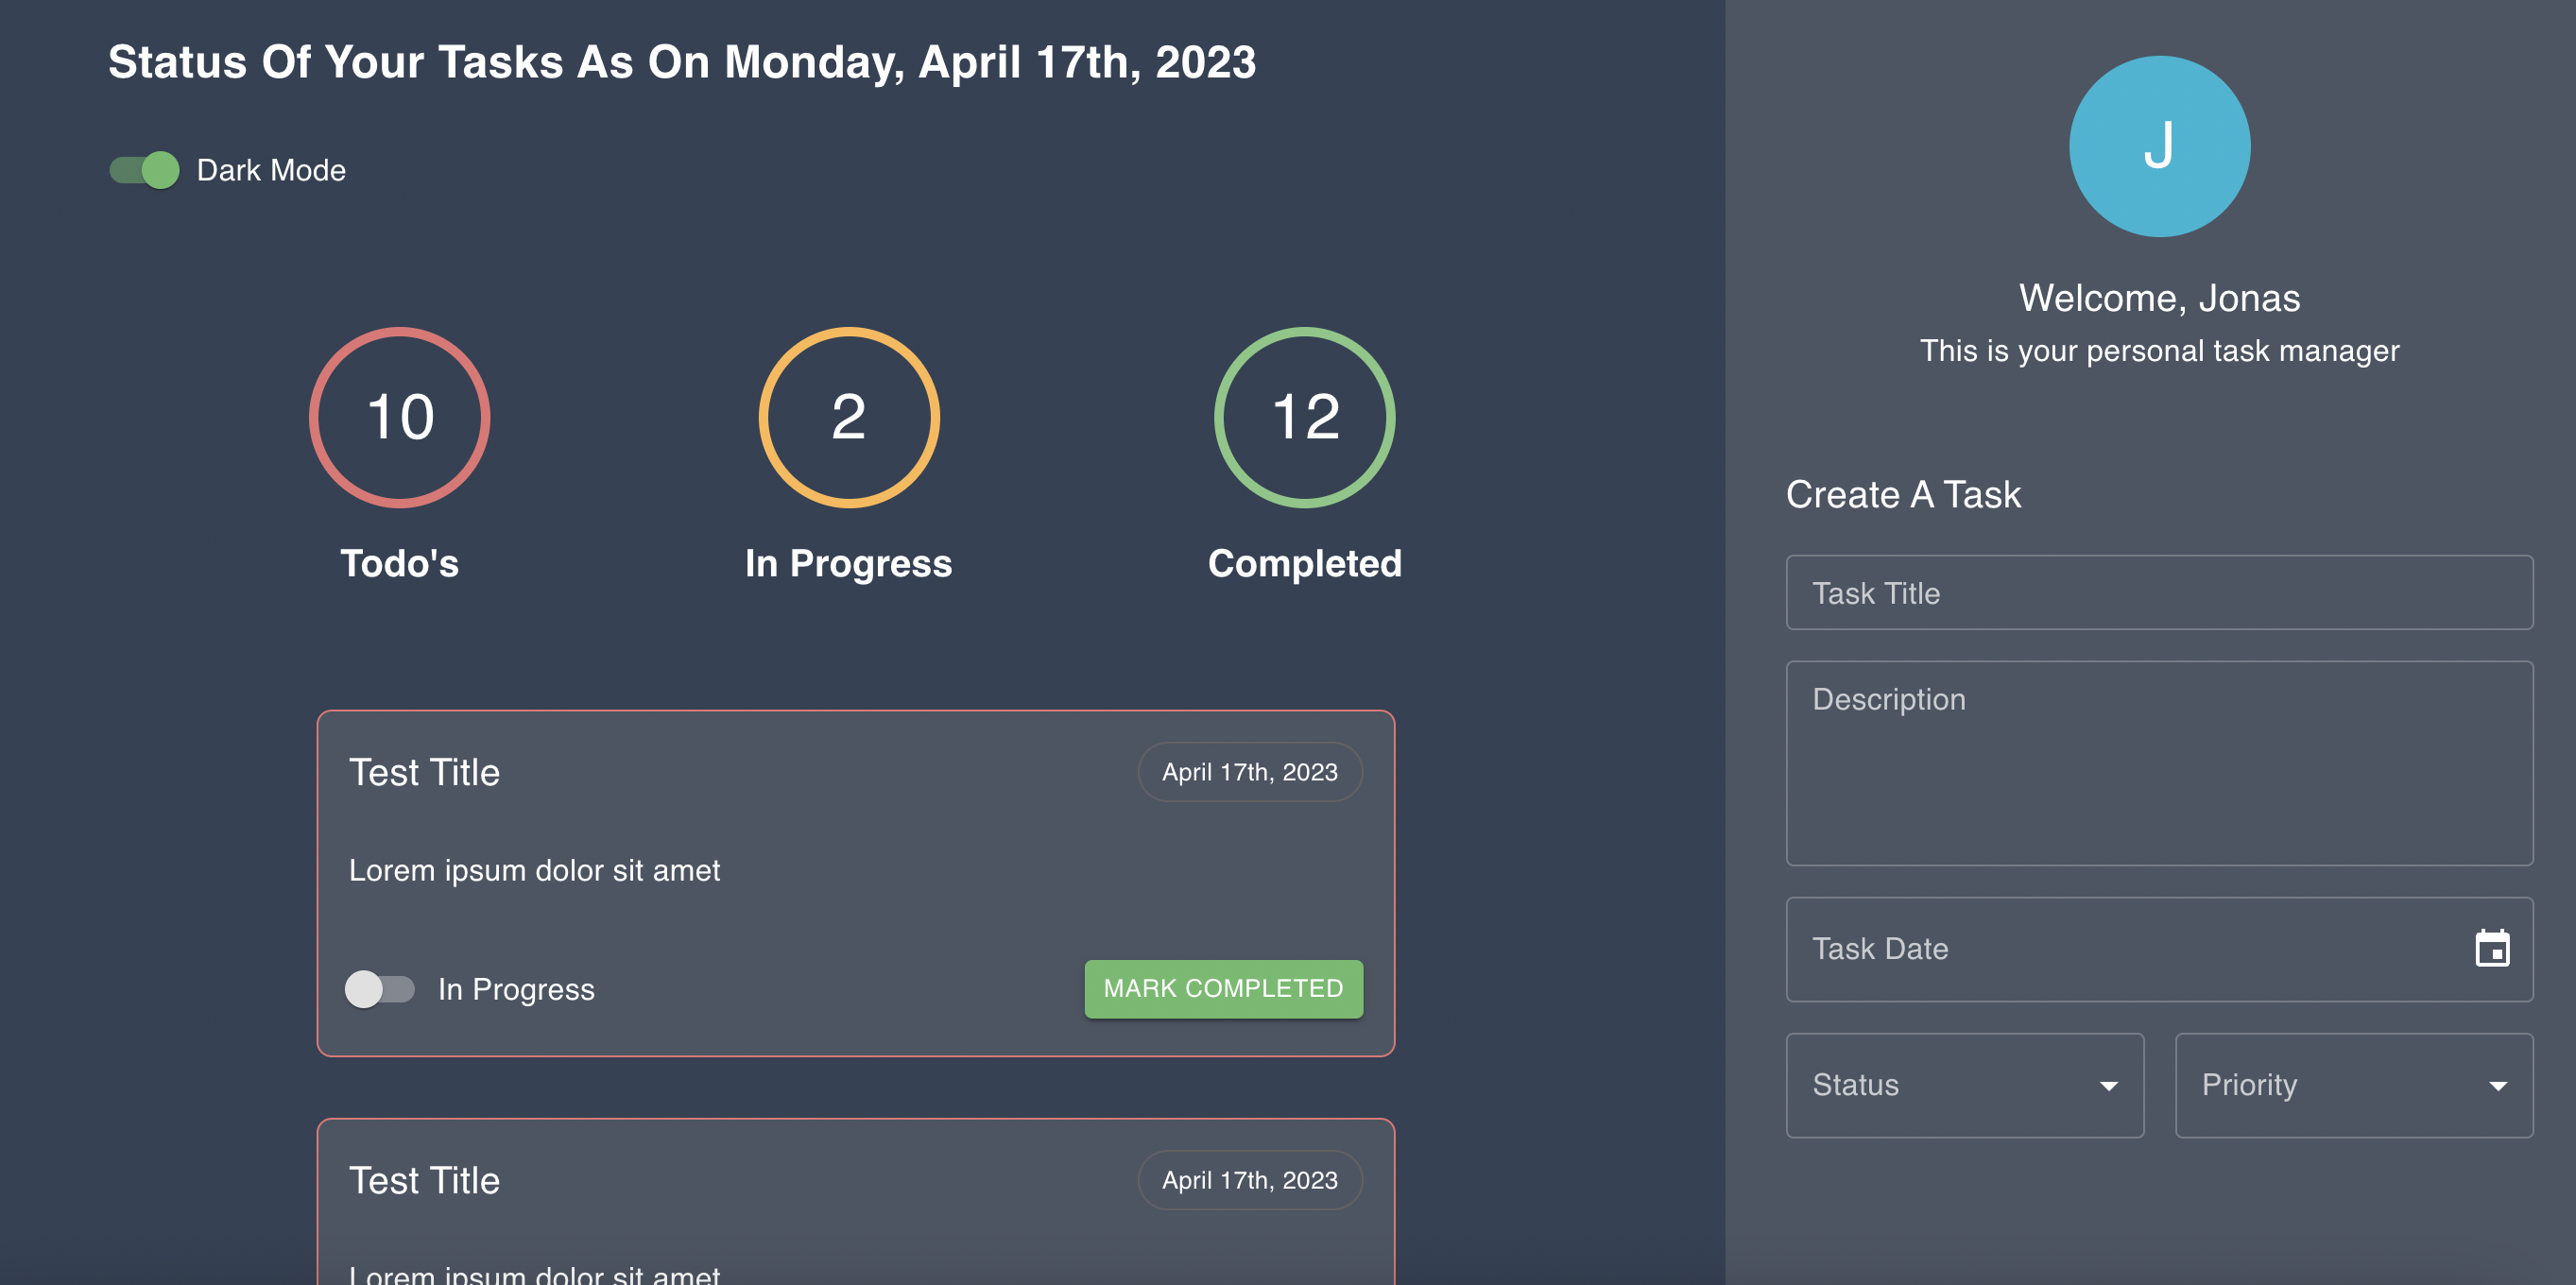 Status Of Your Tasks As On Monday, April 17th, 2023
Dark Mode
10
2
12
Todo's
In Progress
Completed
Test Title
April 17th, 2023
Lorem ipsum dolor sit amet
In Progress
MARK COMPLETED
Test Title
April 17th, 2023
Lorem ipsum dolor sit amet
J
Welcome, Jonas
This is your personal task manager
Create A Task
Task Title
Description
Task Date
Status
Priority